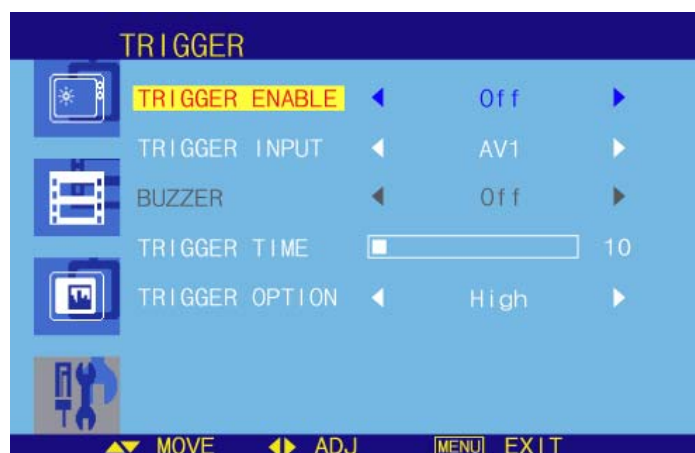 TRIGGER
TRIGGER ENABLE Off
TRIGGER INPUT AV1
BUZZER Off
TRIGGER TIME 10
TRIGGER OPTION High
MOVE ADJ MENU EXIT